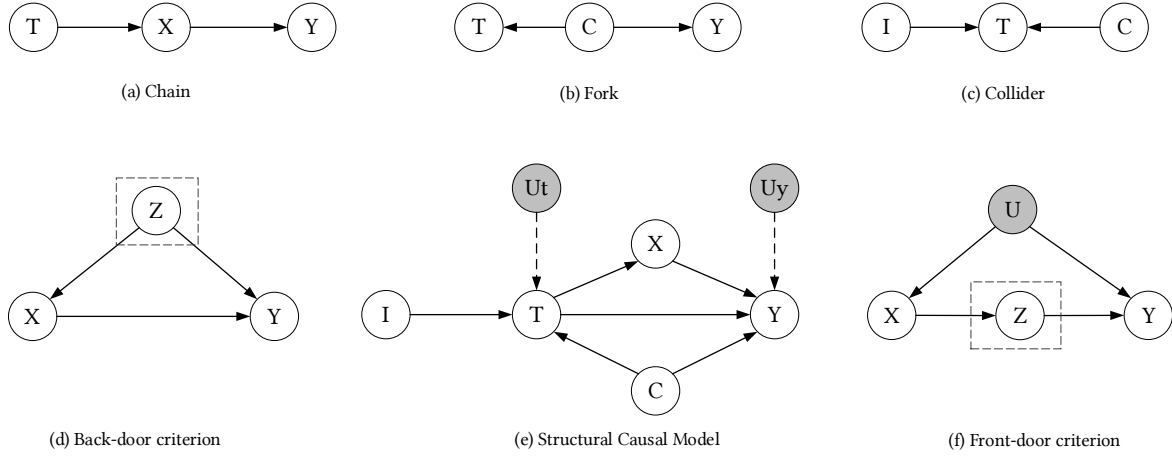 T X Y
T C Y
I T C
(a) Chain
(b) Fork
(c) Collider
Z
X Y
(d) Back-door criterion
Ut Uy
X
I T Y
C
(e) Structural Causal Model
U
X Z Y
(f) Front-door criterion